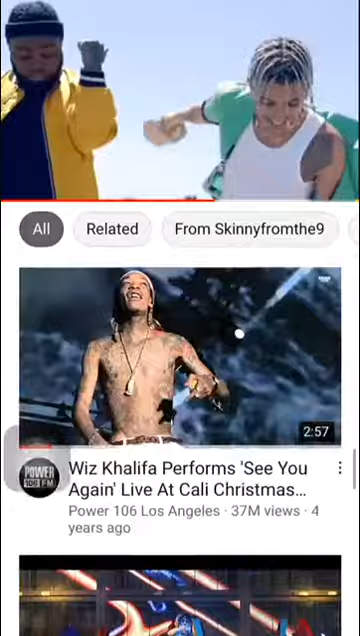 All
Related
From Skinnyfromthe9
2:57
POWER
106 FM
Wiz Khalifa Performs 'See You
Again' Live At Cali Christmas...
Power 106 Los Angeles · 37M views · 4
years ago